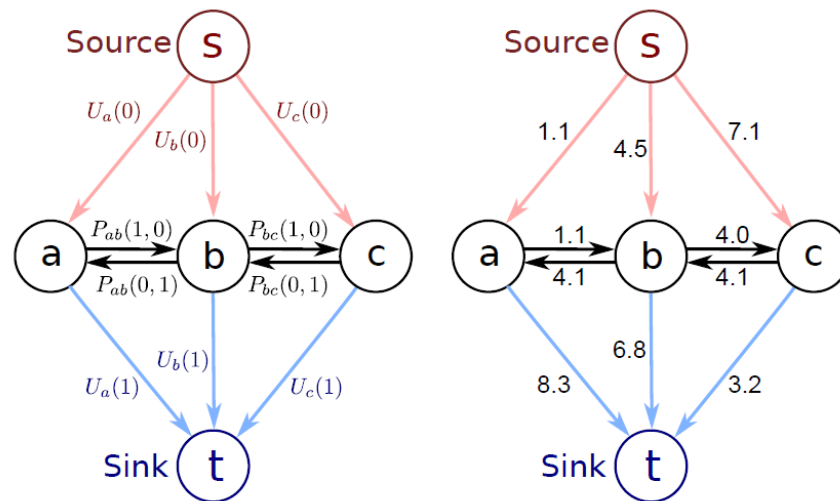 Source s
U_a(0)
U_b(0)
U_c(0)
P_ab(1, 0)
P_bc(1, 0)
a b c
P_ab(0, 1)
P_bc(0, 1)
U_b(1)
U_a(1)
U_c(1)
Sink t
Source s
1.1
4.5
7.1
1.1
4.0
a b c
4.1
4.1
6.8
8.3
3.2
Sink t